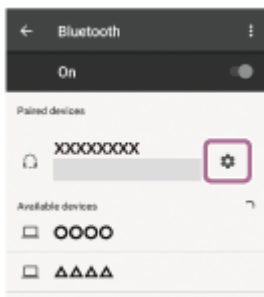 Bluetooth
On
Paired devices
XXXXXXXX
Available devices
OOOO
ΔΔΔΔ